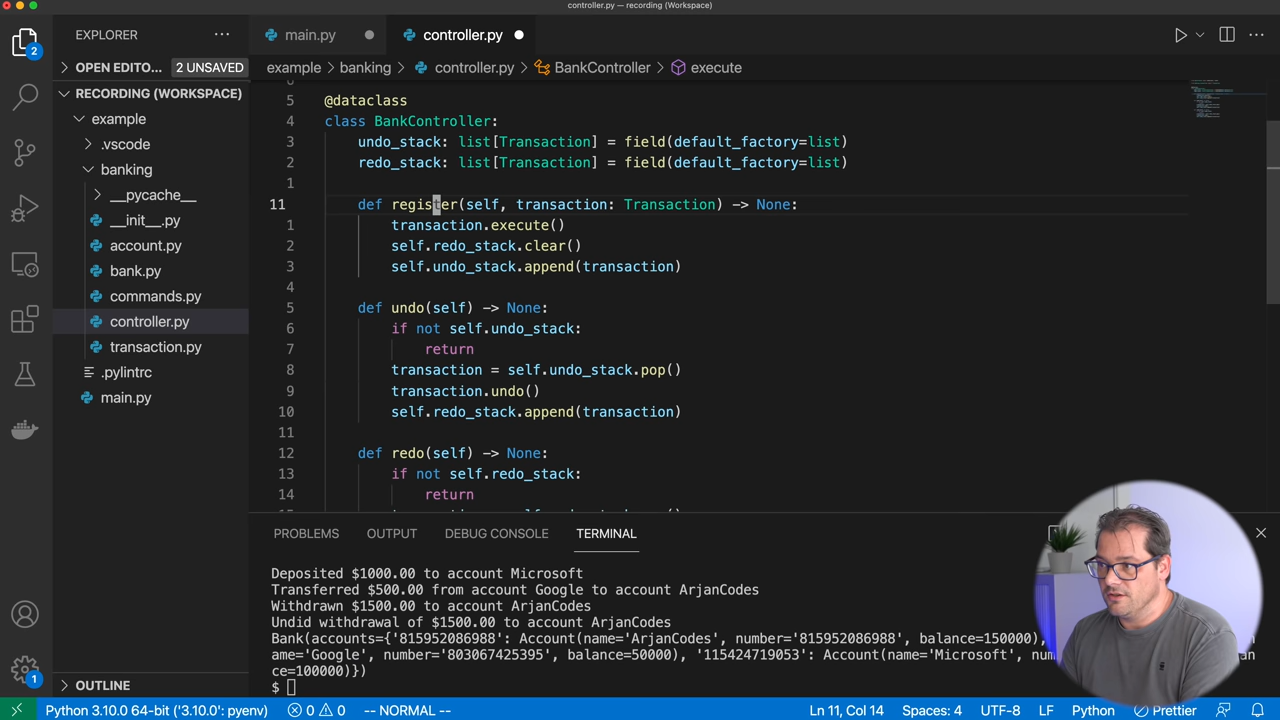 controller.py — recording (Workspace)
EXPLORER
main.py
controller.py
OPEN EDITO...
2 UNSAVED
example
banking
controller.py
BankController
execute
RECORDING (WORKSPACE)
example
.vscode
banking
__pycache__
__init__.py
account.py
bank.py
commands.py
controller.py
transaction.py
.pylintrc
main.py
OUTLINE
2
1
6
5 @dataclass
4 class BankController:
3 undo_stack: list[Transaction] = field(default_factory=list)
2 redo_stack: list[Transaction] = field(default_factory=list)
1
11 def register(self, transaction: Transaction) -> None:
1 transaction.execute()
2 self.redo_stack.clear()
3 self.undo_stack.append(transaction)
4
5 def undo(self) -> None:
6 if not self.undo_stack:
7 return
8 transaction = self.undo_stack.pop()
9 transaction.undo()
10 self.redo_stack.append(transaction)
11
12 def redo(self) -> None:
13 if not self.redo_stack:
14 return
PROBLEMS
OUTPUT
DEBUG CONSOLE
TERMINAL
Deposited $1000.00 to account Microsoft
Transferred $500.00 from account Google to account ArjanCodes
Withdrawn $1500.00 to account ArjanCodes
Undid withdrawal of $1500.00 to account ArjanCodes
Bank(accounts={'815952086988': Account(name='ArjanCodes', number='815952086988', balance=150000),
ame='Google', number='803067425395', balance=50000), '115424719053': Account(name='Microsoft',
ce=100000)})
$
Python 3.10.0 64-bit ('3.10.0': pyenv)
0
0
-- NORMAL --
Ln 11, Col 14
Spaces: 4
UTF-8
LF
Python
Prettier